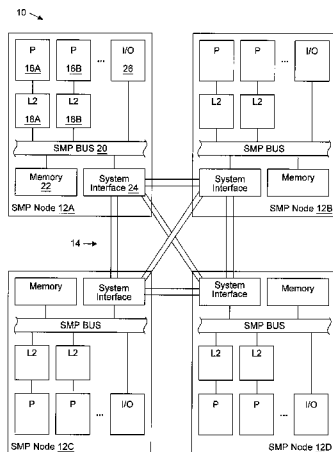 10
P
16A
P
16B
...
I/O
26
L2
18A
L2
18B
SMP BUS 20
Memory
22
System
Interface 24
SMP Node 12A
P
P
...
I/O
L2
L2
SMP BUS
System
Interface
Memory
SMP Node 12B
14
Memory
System
Interface
SMP BUS
L2
L2
P
P
...
I/O
SMP Node 12C
System
Interface
Memory
SMP BUS
L2
L2
P
P
...
I/O
SMP Node 12D